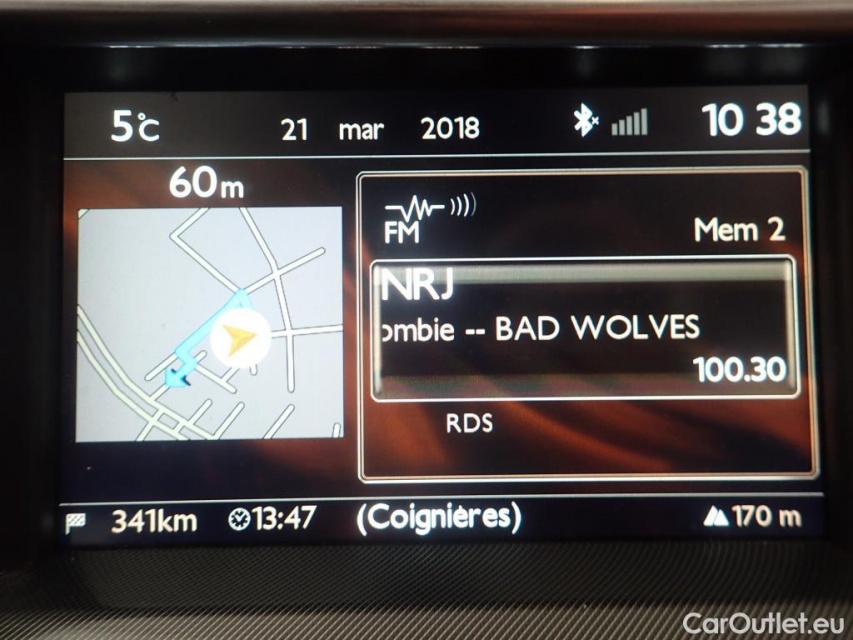 5°C 21 mar 2018 10 38
60m
FM
Mem 2
NRJ
ombie -- BAD WOLVES
100.30
RDS
341km 13:47 (Coignières) 170 m
CarOutlet.eu